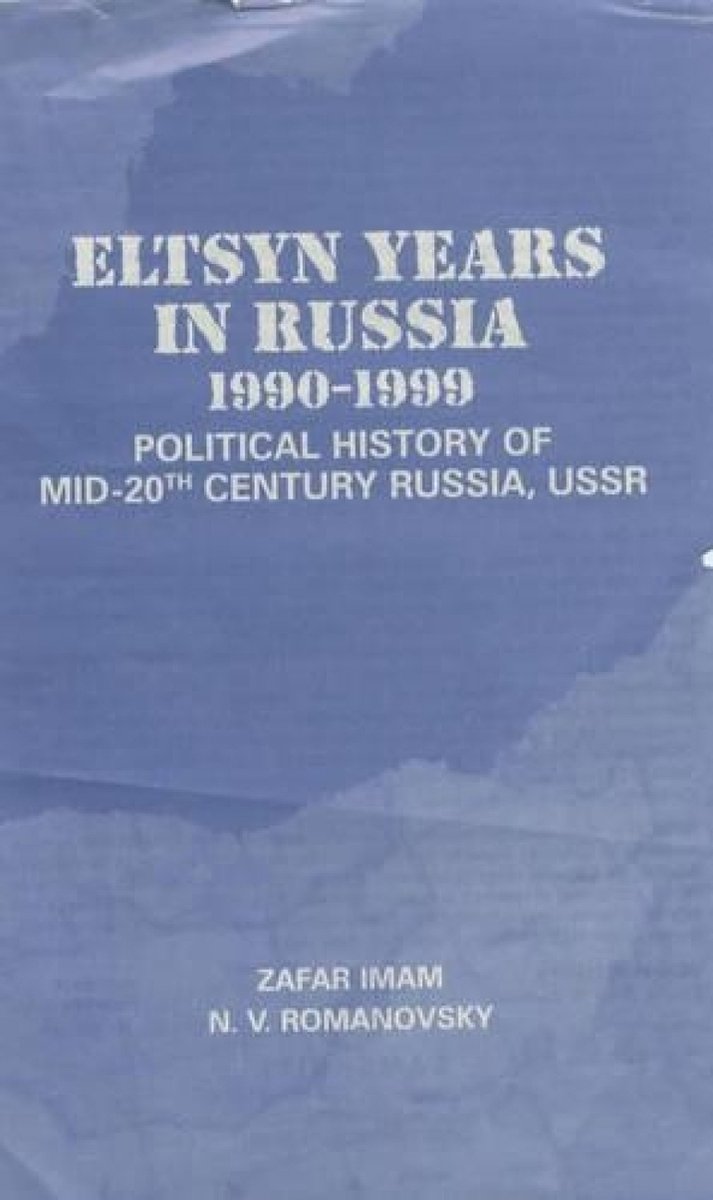 ELTSYN YEARS
IN RUSSIA
1990-1999
POLITICAL HISTORY OF
MID-20TH CENTURY RUSSIA, USSR
ZAFAR IMAM
N. V. ROMANOVSKY